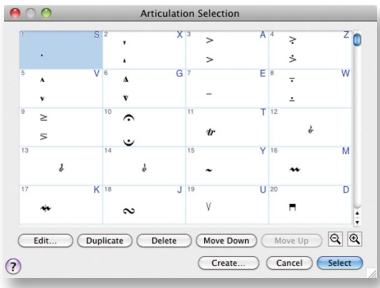 Articulation Selection
1 S 2 X 3 A 4 Z
5 V 6 G 7 E 8 W
9 10 11 T 12
tr
13 14 15 Y 16 M
17 K 18 J 19 U 20 D
Edit... Duplicate Delete Move Down Move Up
? Create... Cancel Select